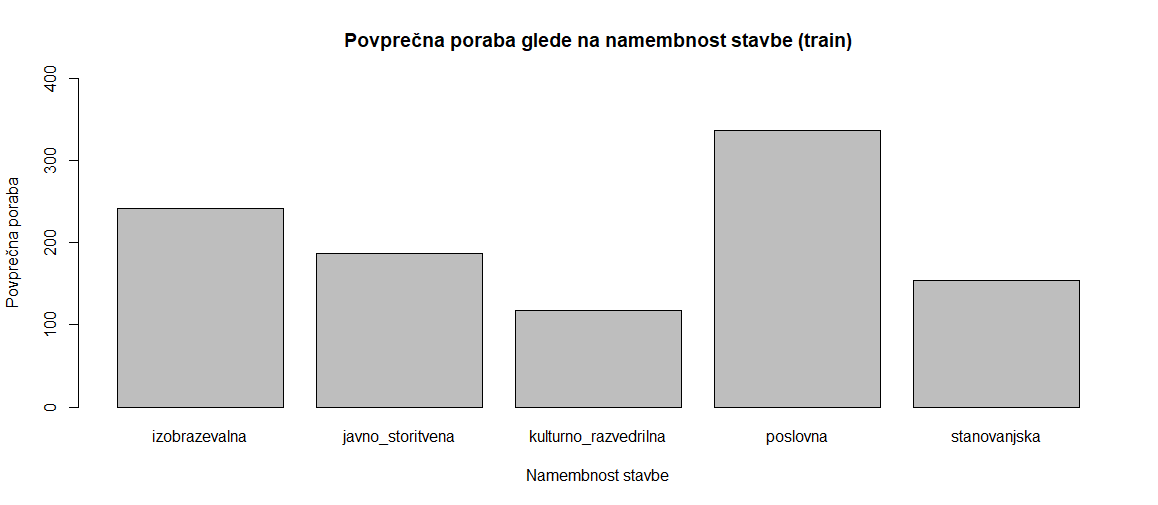 Povprečna poraba glede na namembnost stavbe (train)
Povprečna poraba
400
300
200
100
0
izobrazevalna javno_storitvena kulturno_razvedrilna poslovna stanovanjska
Namembnost stavbe